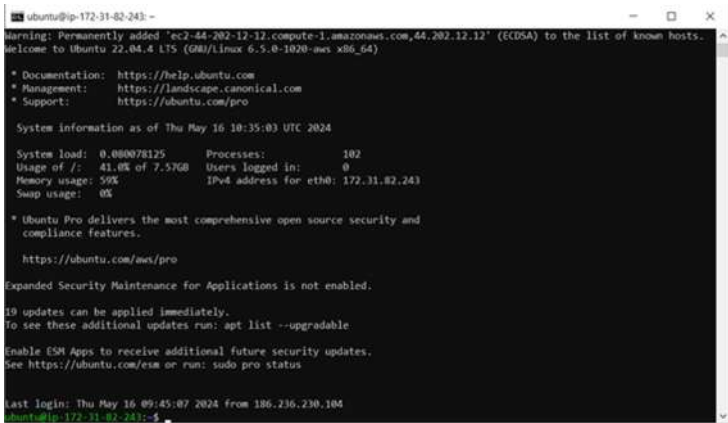 ubuntu@ip-172-31-82-243: ~
Warning: Permanently added 'ec2-44-202-12-12.compute-1.amazonaws.com,44.202.12.12' (ECDSA) to the list of known hosts.
Welcome to Ubuntu 22.04.4 LTS (GNU/Linux 6.5.0-1020-aws x86_64)
* Documentation: https://help.ubuntu.com
* Management: https://landscape.canonical.com
* Support: https://ubuntu.com/pro
System information as of Thu May 16 10:35:03 UTC 2024
System load: 0.080078125 Processes: 102
Usage of /: 41.0% of 7.57GB Users logged in: 0
Memory usage: 59% IPv4 address for eth0: 172.31.82.243
Swap usage: 0%
* Ubuntu Pro delivers the most comprehensive open source security and
compliance features.
https://ubuntu.com/aws/pro
Expanded Security Maintenance for Applications is not enabled.
19 updates can be applied immediately.
To see these additional updates run: apt list --upgradable
Enable ESM Apps to receive additional future security updates.
See https://ubuntu.com/esm or run: sudo pro status
Last login: Thu May 16 09:45:07 2024 from 186.236.230.104
ubuntu@ip-172-31-82-243:~$